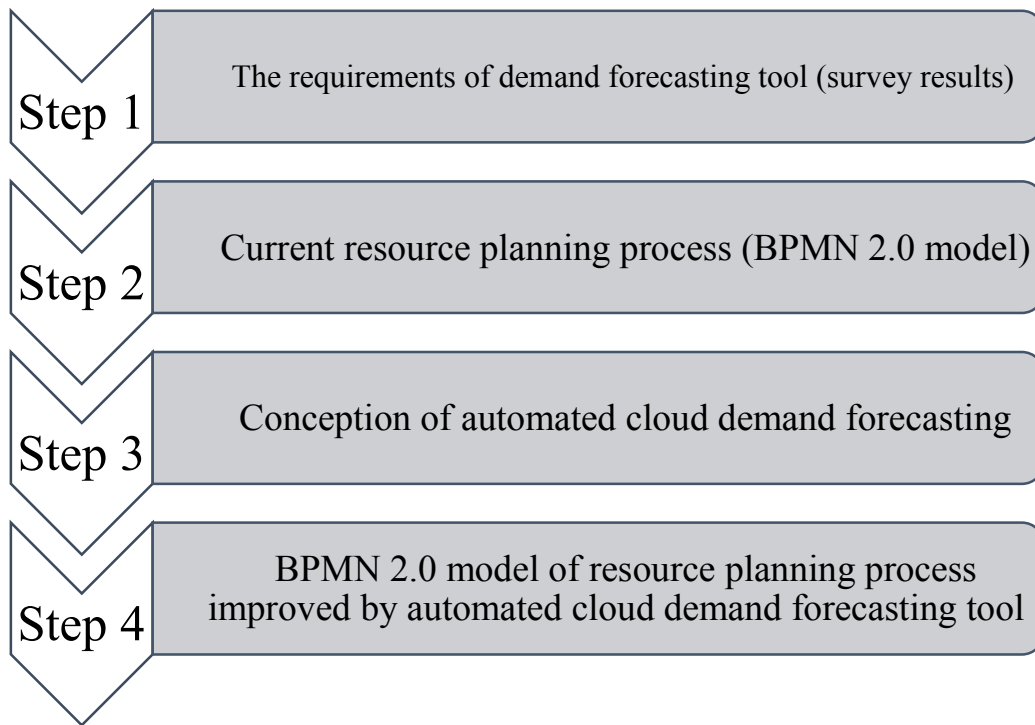 Step 1
The requirements of demand forecasting tool (survey results)
Step 2
Current resource planning process (BPMN 2.0 model)
Step 3
Conception of automated cloud demand forecasting
Step 4
BPMN 2.0 model of resource planning process
improved by automated cloud demand forecasting tool